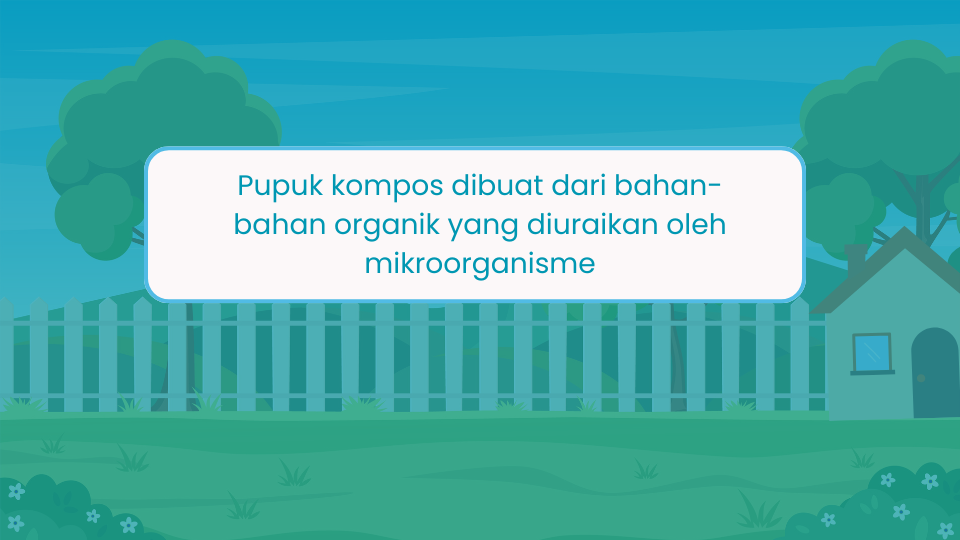 Pupuk kompos dibuat dari bahan-
bahan organik yang diuraikan oleh
mikroorganisme